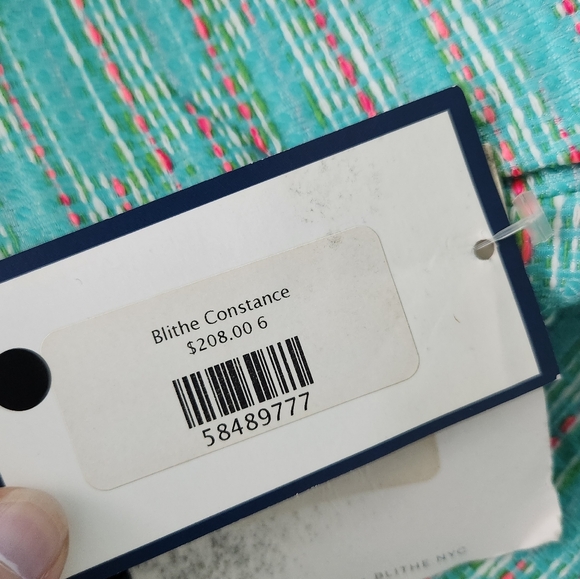 Blithe Constance
$208.00 6
58489777
BLITHE NYC